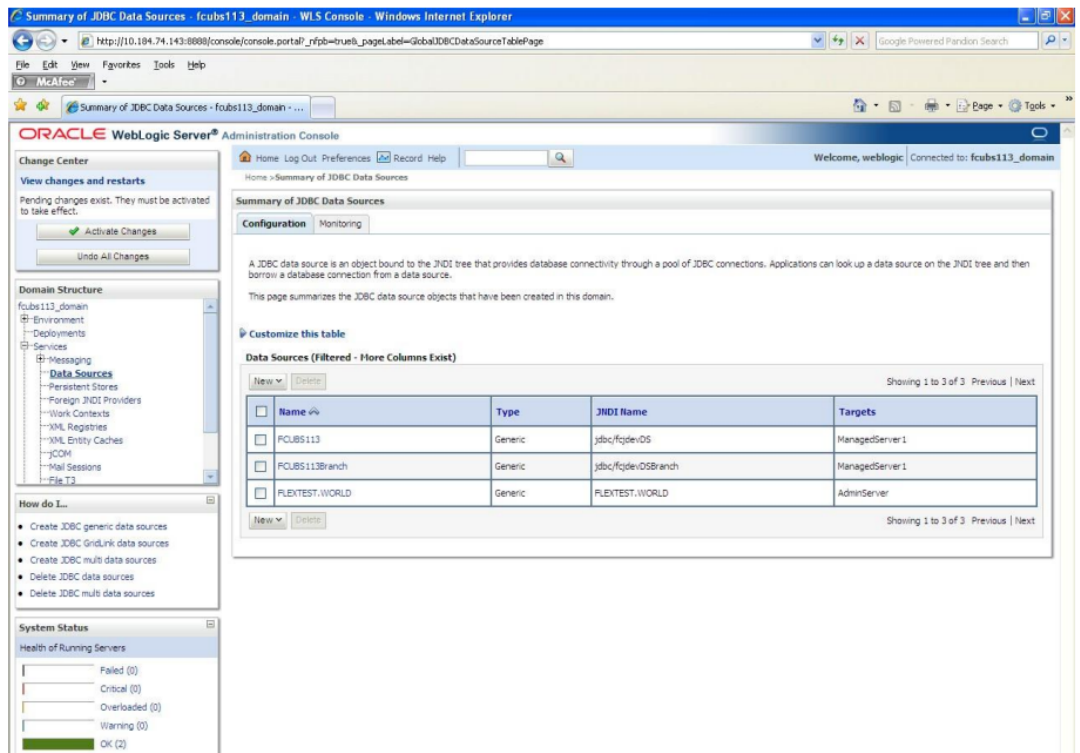 Summary of JDBC Data Sources - fcubs113_domain - WLS Console - Windows Internet Explorer
http://10.184.74.143:8888/console/console.portal?_nfpb=true&_pageLabel=GlobalJDBCDataSourceTablePage
Google Powered Pandion Search
File Edit View Favorites Tools Help
McAfee
Summary of JDBC Data Sources - fcubs113_domain - ...
Page Tools
ORACLE WebLogic Server® Administration Console
Change Center
View changes and restarts
Pending changes exist. They must be activated
to take effect.
Activate Changes
Undo All Changes
Domain Structure
fcubs113_domain
Environment
Deployments
Services
Messaging
Data Sources
Persistent Stores
Foreign JNDI Providers
Work Contexts
XML Registries
XML Entity Caches
jCOM
Mail Sessions
File T3
How do I...
Create JDBC generic data sources
Create JDBC GridLink data sources
Create JDBC multi data sources
Delete JDBC data sources
Delete JDBC multi data sources
System Status
Health of Running Servers
Failed (0)
Critical (0)
Overloaded (0)
Warning (0)
OK (2)
Home Log Out Preferences Record Help
Welcome, weblogic Connected to: fcubs113_domain
Home >Summary of JDBC Data Sources
Summary of JDBC Data Sources
Configuration Monitoring
A JDBC data source is an object bound to the JNDI tree that provides database connectivity through a pool of JDBC connections. Applications can look up a data source on the JNDI tree and then
borrow a database connection from a data source.
This page summarizes the JDBC data source objects that have been created in this domain.
Customize this table
Data Sources (Filtered - More Columns Exist)
New Delete Showing 1 to 3 of 3 Previous | Next
Name Type JNDI Name Targets
FCUBS113 Generic jdbc/fcjdevDS ManagedServer1
FCUBS113Branch Generic jdbc/fcjdevDSBranch ManagedServer1
FLEXTEST.WORLD Generic FLEXTEST.WORLD AdminServer
New Delete Showing 1 to 3 of 3 Previous | Next